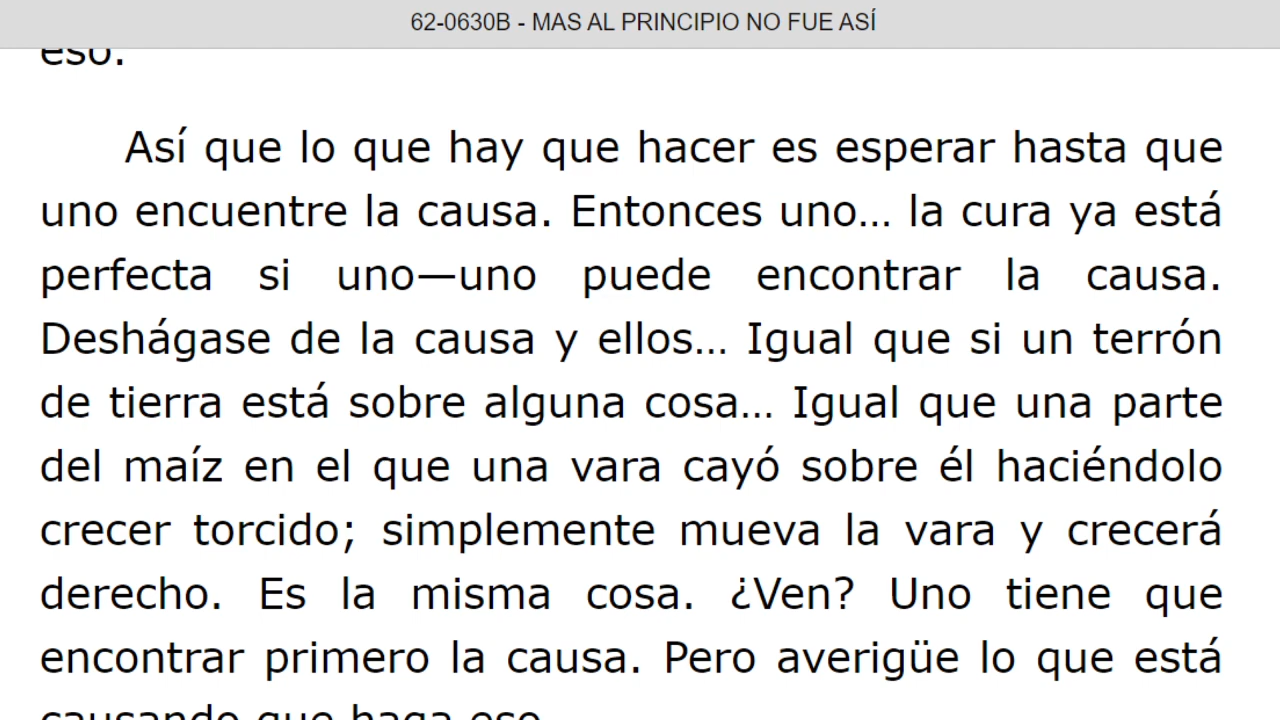 62-0630B - MAS AL PRINCIPIO NO FUE ASÍ
eso.
Así que lo que hay que hacer es esperar hasta que
uno encuentre la causa. Entonces uno... la cura ya está
perfecta si uno—uno puede encontrar la causa.
Deshágase de la causa y ellos... Igual que si un terrón
de tierra está sobre alguna cosa... Igual que una parte
del maíz en el que una vara cayó sobre él haciéndolo
crecer torcido; simplemente mueva la vara y crecerá
derecho. Es la misma cosa. ¿Ven? Uno tiene que
encontrar primero la causa. Pero averigüe lo que está
causando que haga eso